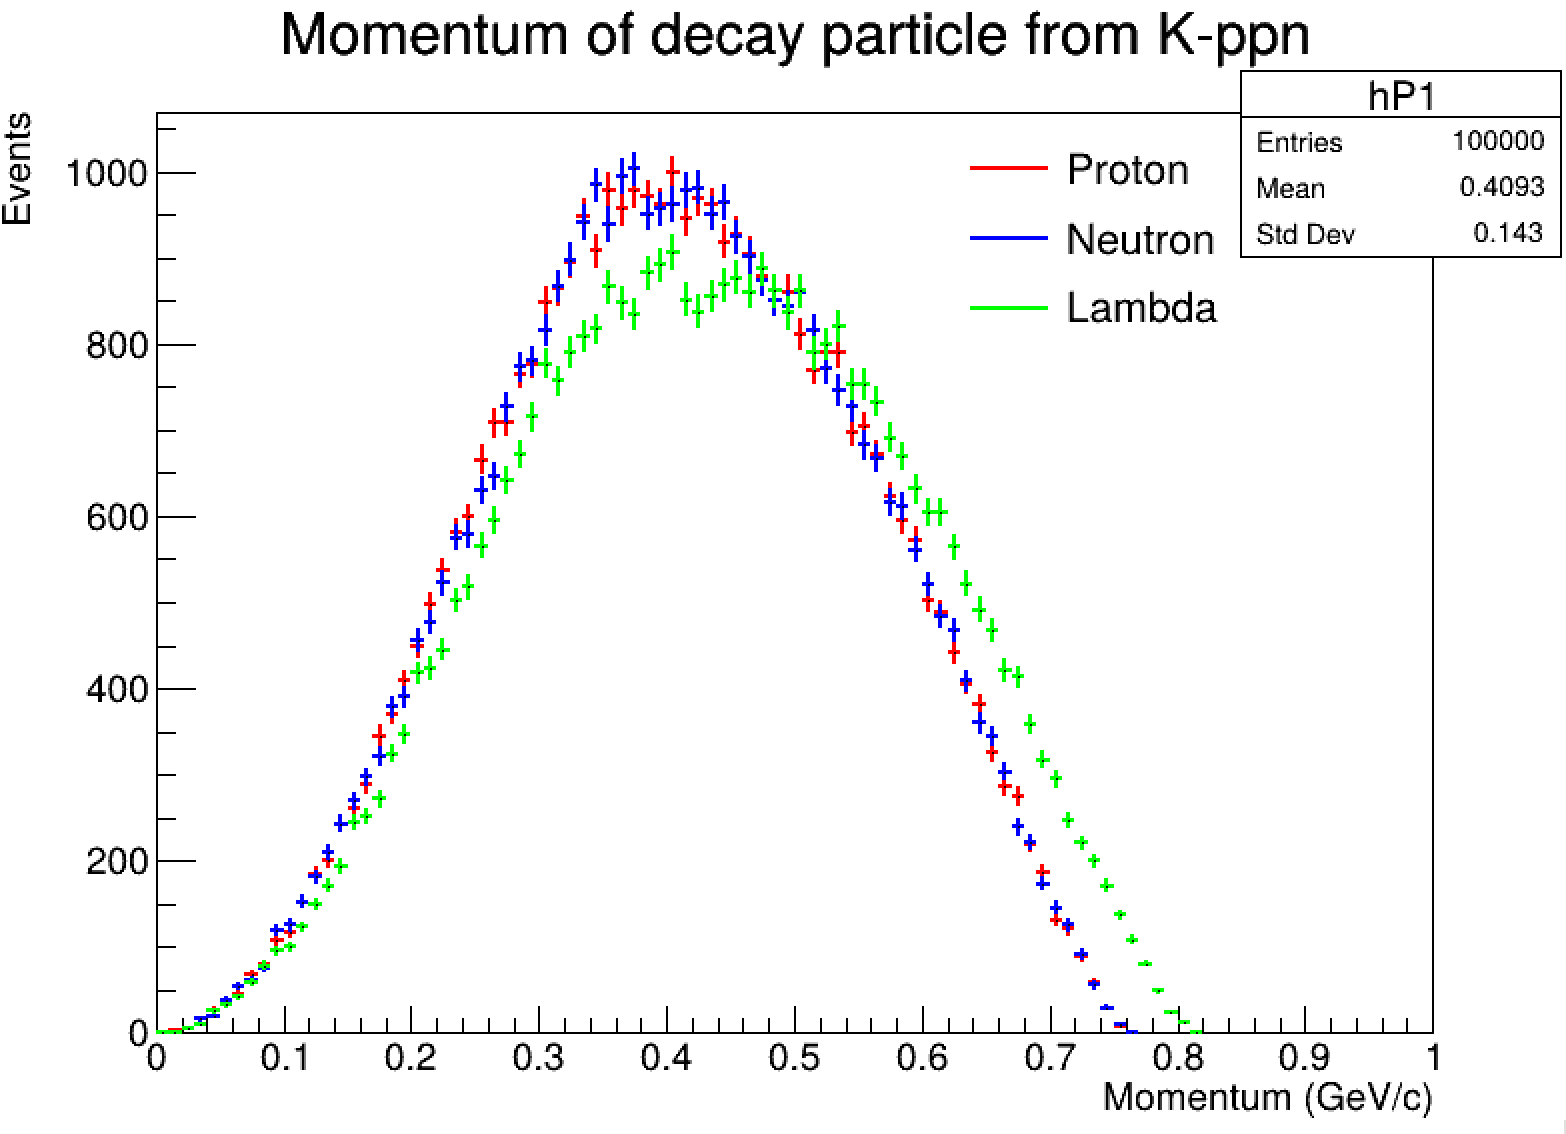 Momentum of decay particle from K-ppn
hP1
Entries 100000
Mean 0.4093
Std Dev 0.143
Events
Proton
Neutron
Lambda
1000
800
600
400
200
0
0 0.1 0.2 0.3 0.4 0.5 0.6 0.7 0.8 0.9 1
Momentum (GeV/c)